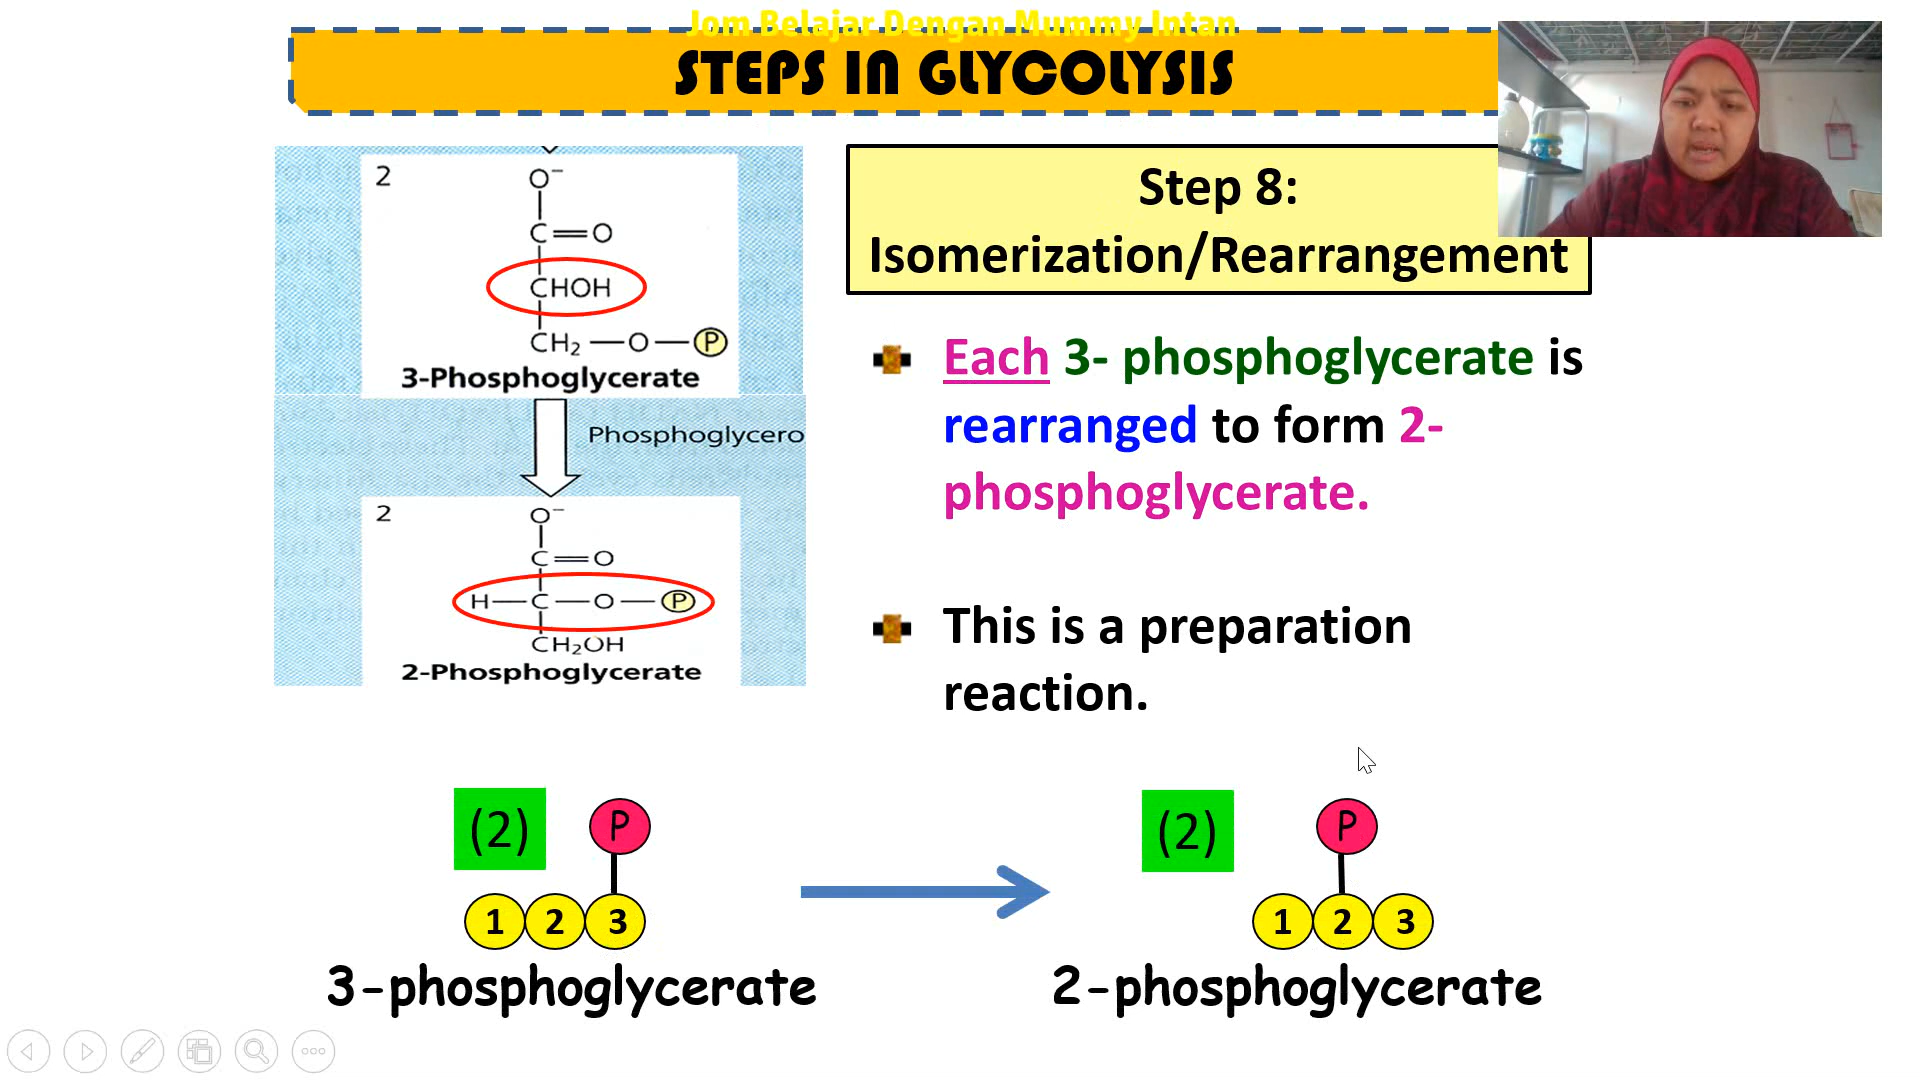 Jom Belajar Dengan Mummy Intan
STEPS IN GLYCOLYSIS
2
O⁻
C=O
CHOH
CH₂—O—P
3-Phosphoglycerate
Phosphoglycero
2
O⁻
C=O
H—C—O—P
CH₂OH
2-Phosphoglycerate
Step 8:
Isomerization/Rearrangement
Each 3- phosphoglycerate is
rearranged to form 2-
phosphoglycerate.
This is a preparation
reaction.
(2)
P
1 2 3
3-phosphoglycerate
(2)
P
1 2 3
2-phosphoglycerate